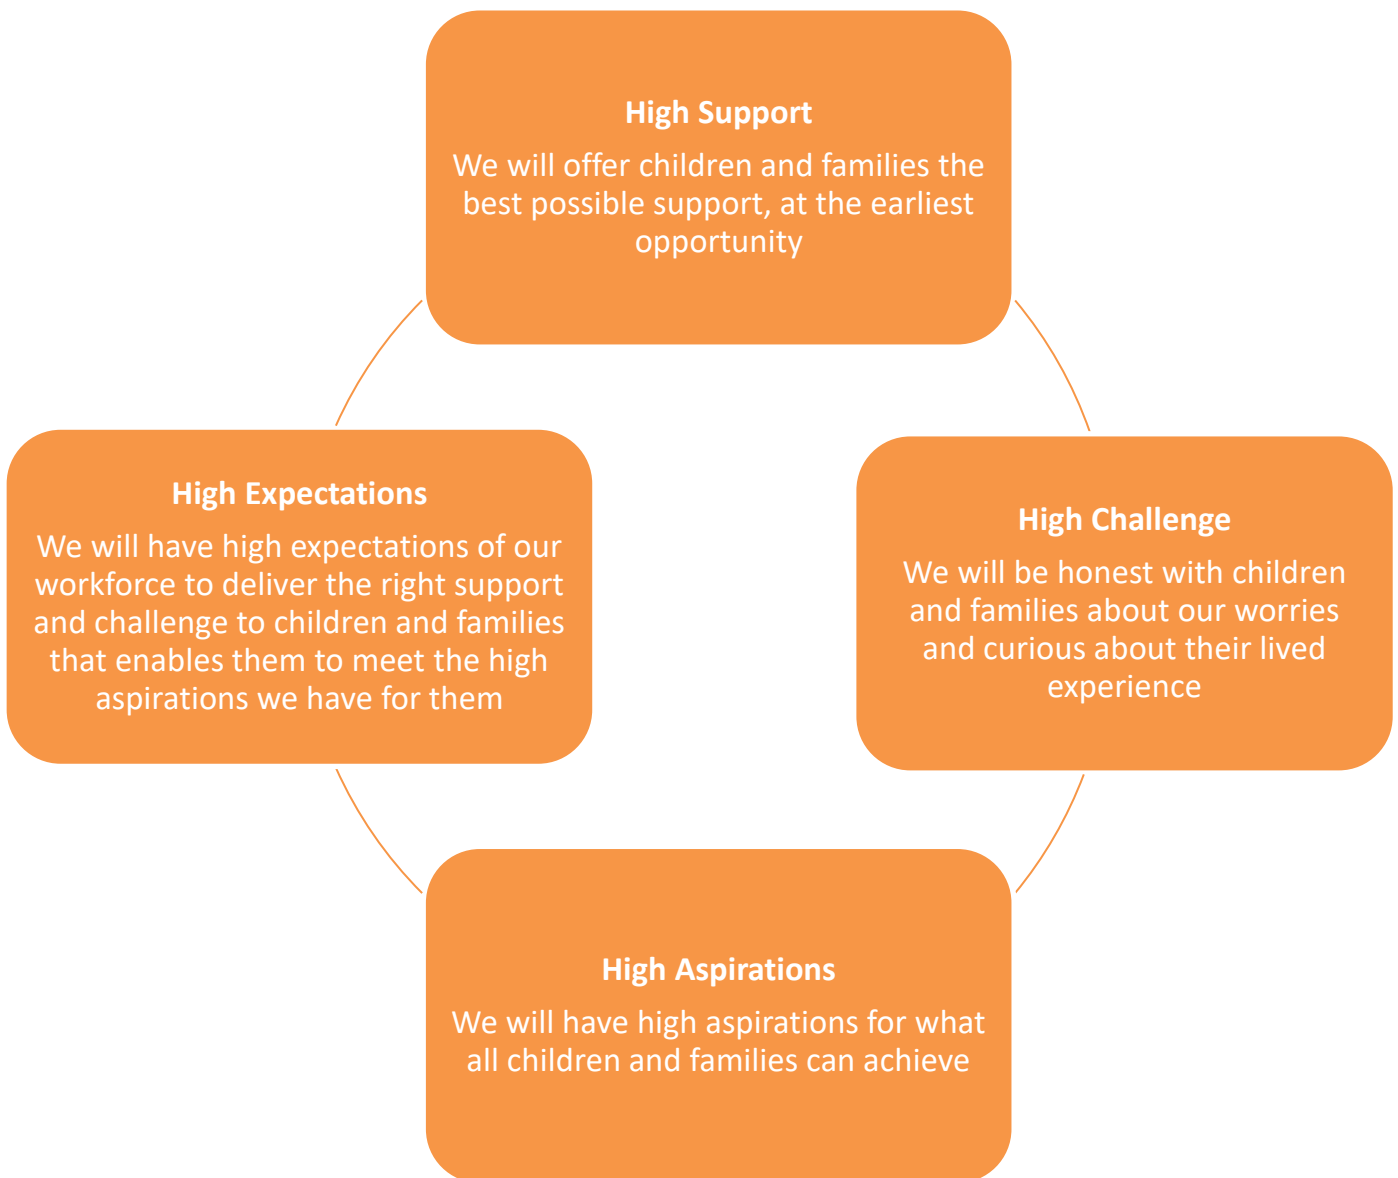 High Support
We will offer children and families the
best possible support, at the earliest
opportunity
High Expectations
We will have high expectations of our
workforce to deliver the right support
and challenge to children and families
that enables them to meet the high
aspirations we have for them
High Challenge
We will be honest with children
and families about our worries
and curious about their lived
experience
High Aspirations
We will have high aspirations for what
all children and families can achieve